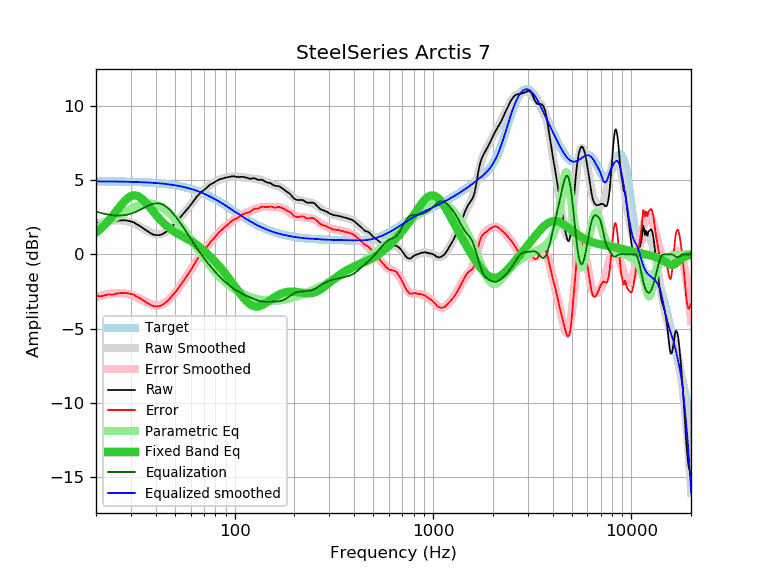 SteelSeries Arctis 7
Amplitude (dBr)
10
5
0
−5
−10
−15
Target
Raw Smoothed
Error Smoothed
Raw
Error
Parametric Eq
Fixed Band Eq
Equalization
Equalized smoothed
100 1000 10000
Frequency (Hz)